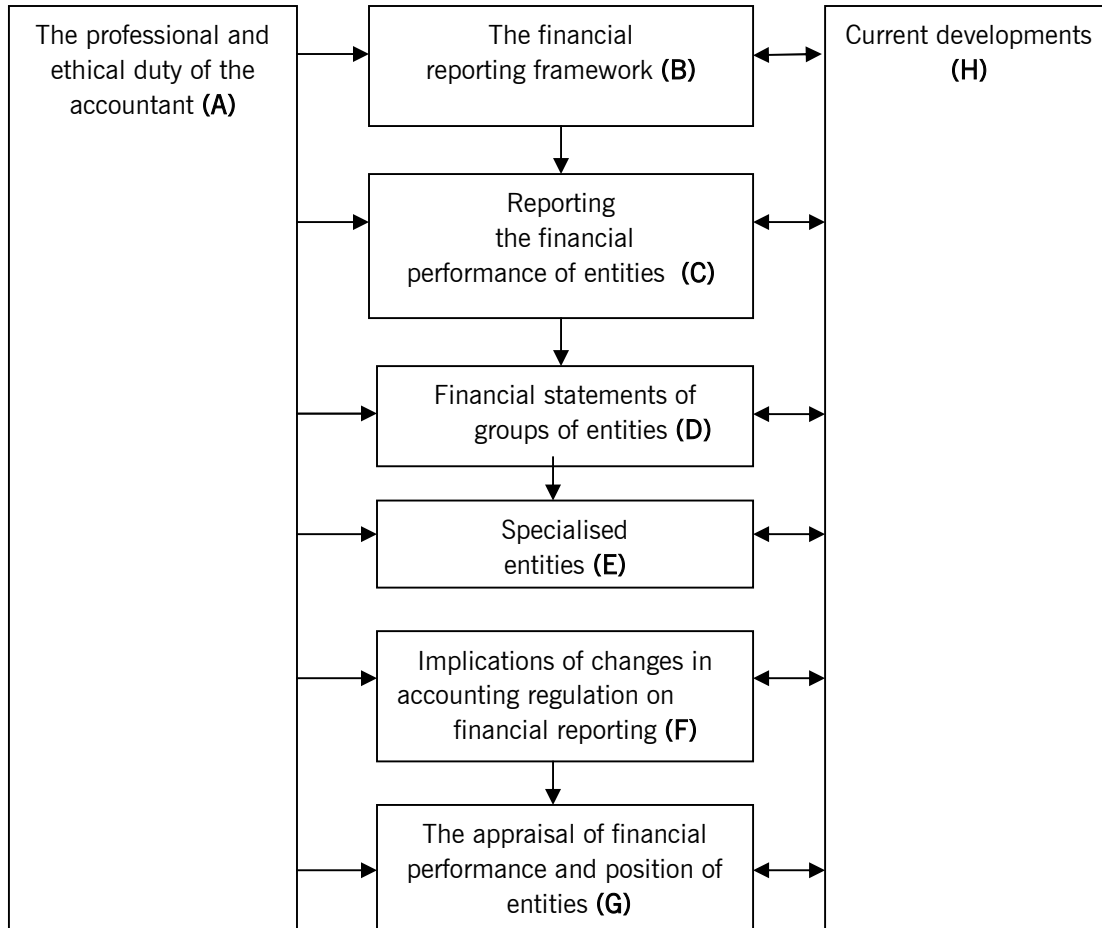 The professional and
ethical duty of the
accountant (A)
The financial
reporting framework (B)
Current developments
(H)
Reporting
the financial
performance of entities (C)
Financial statements of
groups of entities (D)
Specialised
entities (E)
Implications of changes in
accounting regulation on
financial reporting (F)
The appraisal of financial
performance and position of
entities (G)